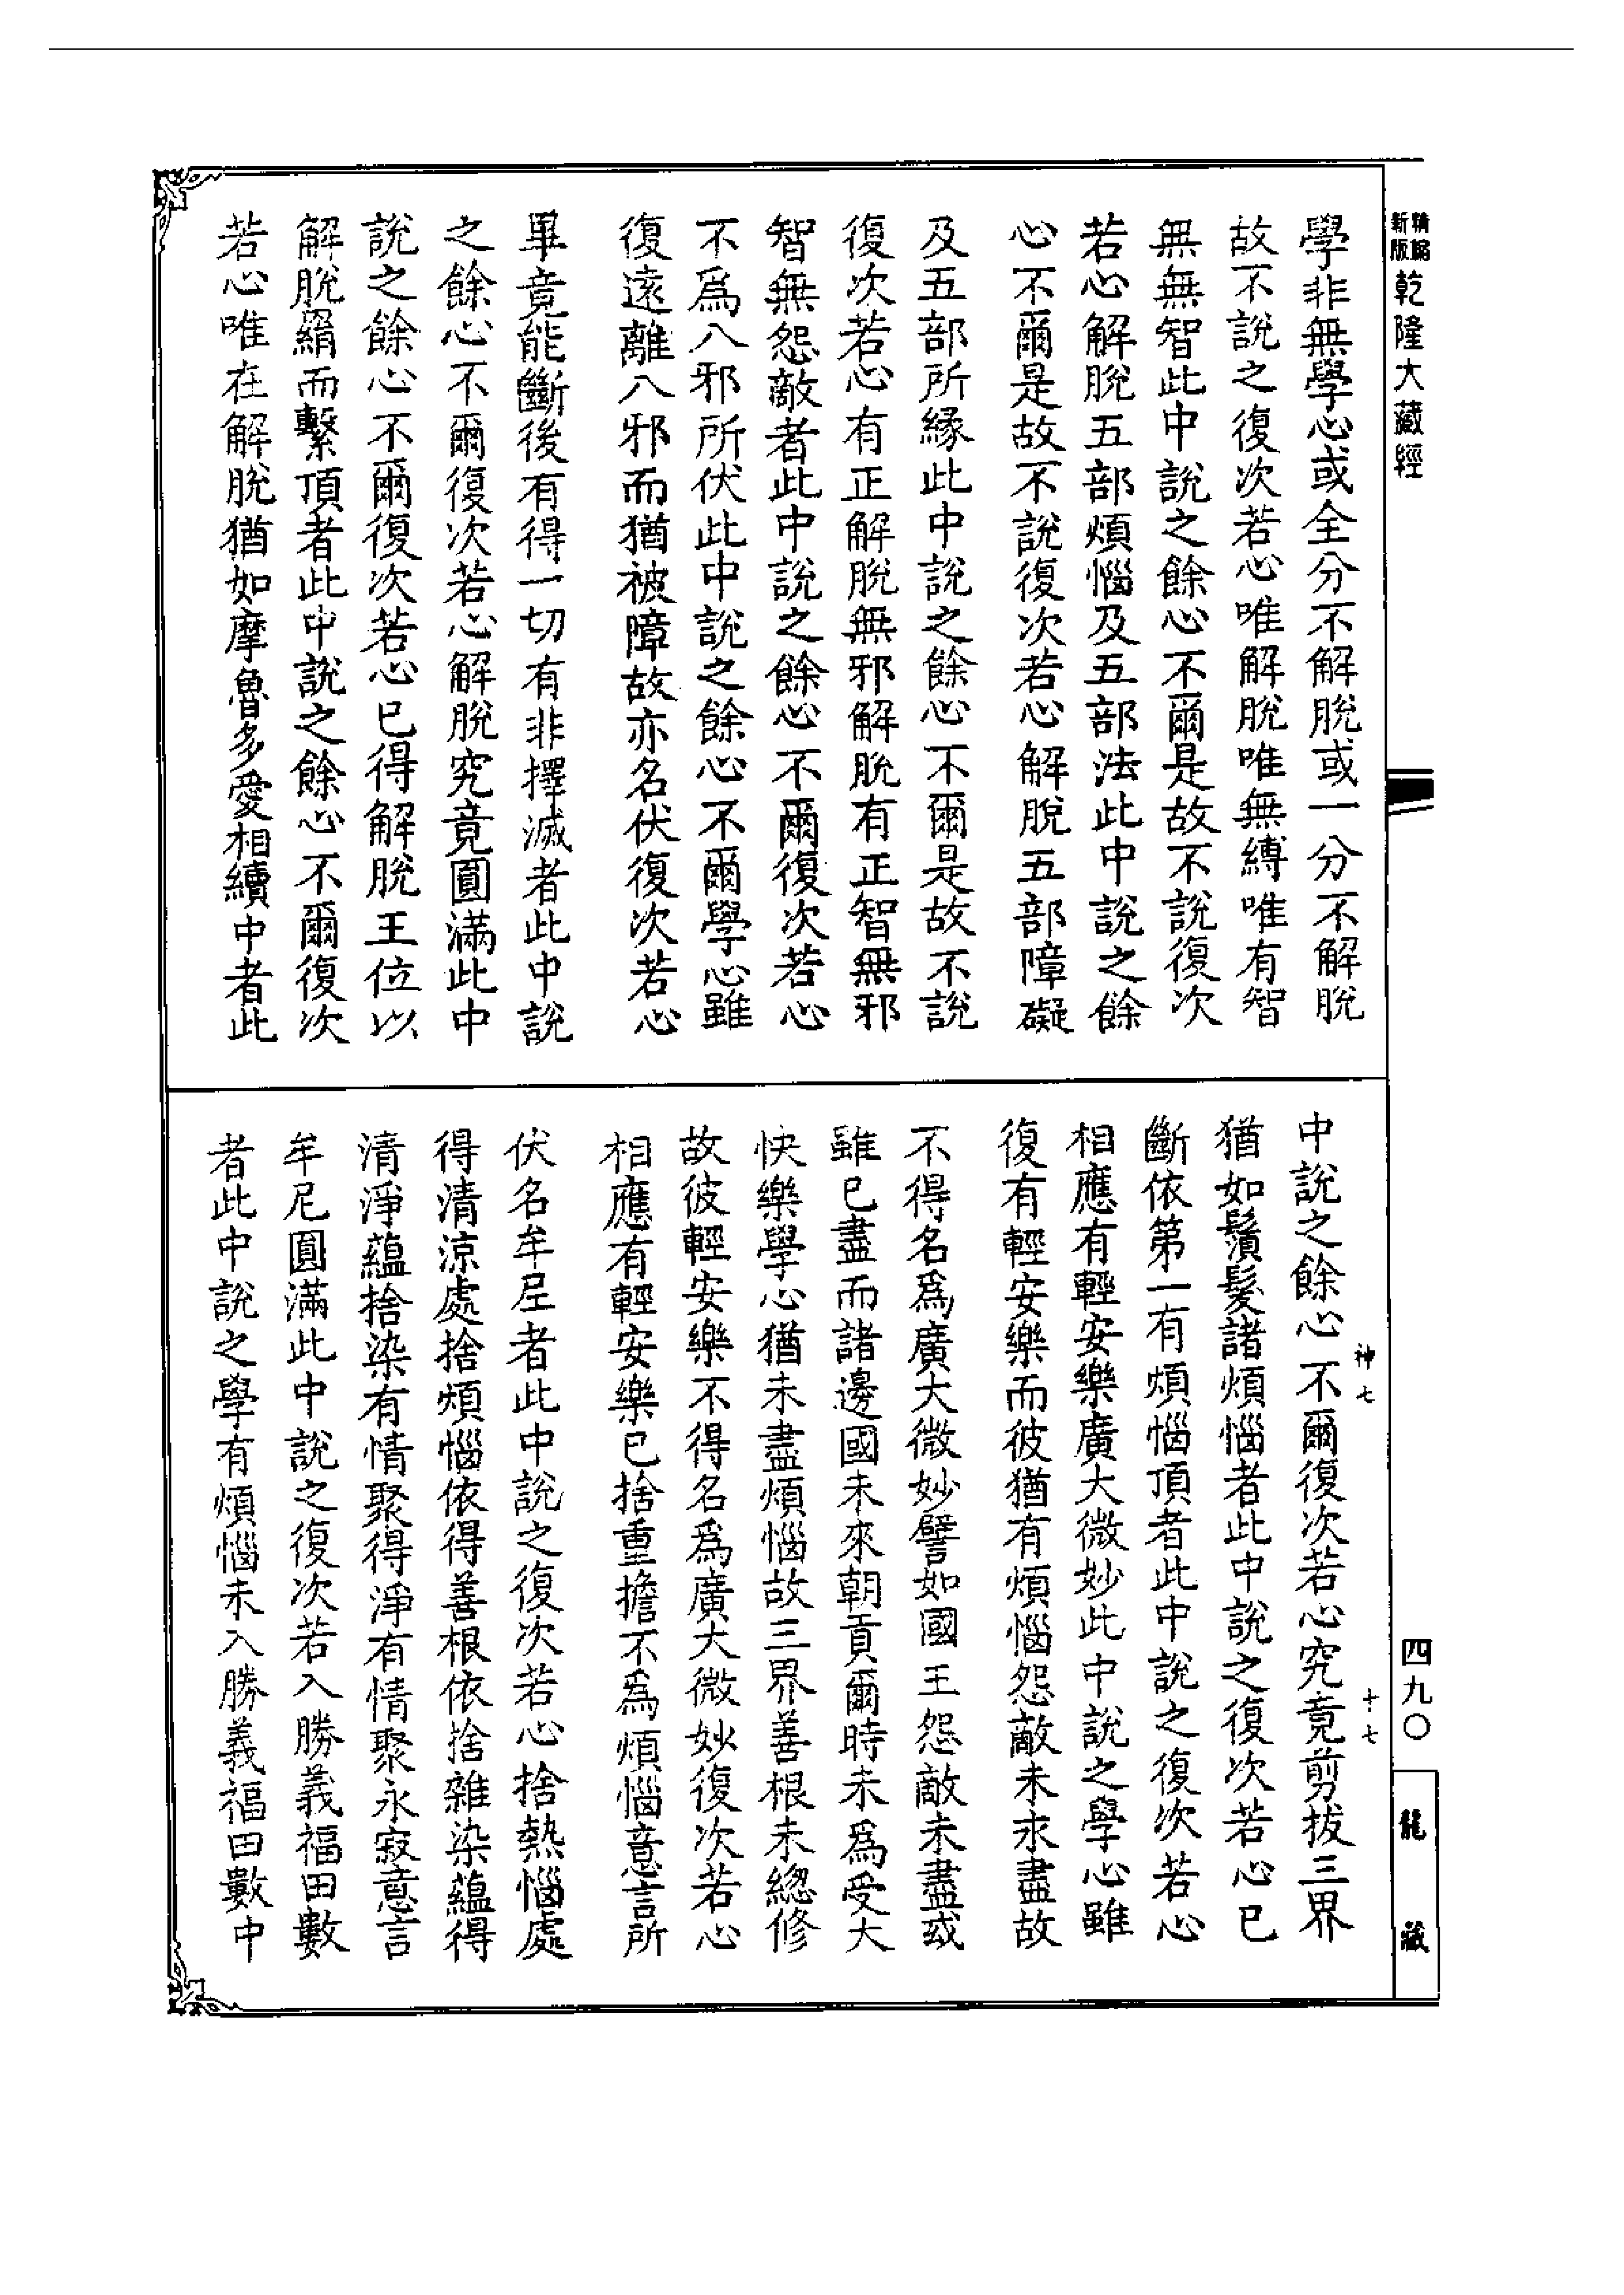 精縮
新版
乾隆大藏經
學非無學心或全分不解脫或一分不解脫
故不說之復次若心唯解脫唯無縛唯有智
無無智此中說之餘心不爾是故不說復次
若心解脫五部煩惱及五部法此中說之餘
心不爾是故不說復次若心解脫五部障礙
及五部所緣此中說之餘心不爾是故不說
復次若心有正解脫無邪解脫有正智無邪
智無怨敵者此中說之餘心不爾復次若心
不為八邪所伏此中說之餘心不爾學心雖
復遠離八邪而猶被障故亦名伏復次若心
畢竟能斷後有得一切有非擇滅者此中說
之餘心不爾復次若心解脫究竟圓滿此中
說之餘心不爾復次若心已得解脫王位以
解脫繒而繫頂者此中說之餘心不爾復次
若心唯在解脫猶如摩魯多愛相續中者此
中說之餘心不爾復次若心究竟剪拔三界
猶如鬚髮諸煩惱者此中說之復次若心已
斷依第一有煩惱頂者此中說之復次若心
相應有輕安樂廣大微妙此中說之學心雖
復有輕安樂而彼猶有煩惱怨敵未永盡故
不得名為廣大微妙譬如國王怨敵未盡或
雖已盡而諸邊國未來朝貢爾時未為受大
快樂學心猶未盡煩惱故三界善根未總修
故彼輕安樂不得名為廣大微妙復次若心
相應有輕安樂已捨重擔不為煩惱意言所
伏名牟尼者此中說之復次若心捨熱惱處
得清涼處捨煩惱依得善根依捨雜染蘊得
清淨蘊捨染有情聚得淨有情聚永寂意言
牟尼圓滿此中說之復次若入勝義福田數
者此中說之學有煩惱未入勝義福田數中
神七
十七
四九〇
龍藏